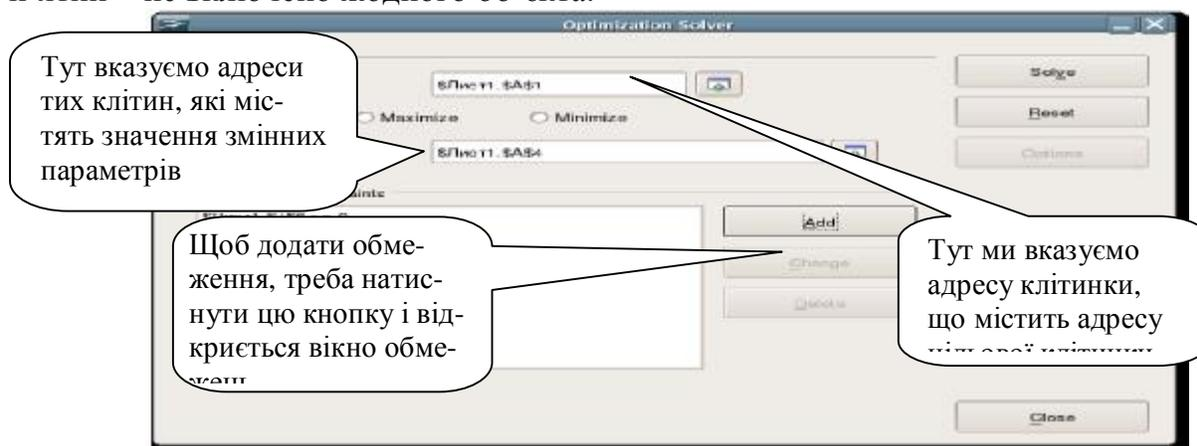 Optimization Solver
Тут вказуємо адреси
тих клітин, які міс-
тять значення змінних
параметрів
$Лист1.$A$1
Solve
Maximize
Minimize
Reset
$Лист1.$A$4
Options
Add
Щоб додати обме-
ження, треба натис-
нути цю кнопку і від-
криється вікно обме-
Change
Delete
Тут ми вказуємо
адресу клітинки,
що містить адресу
Close